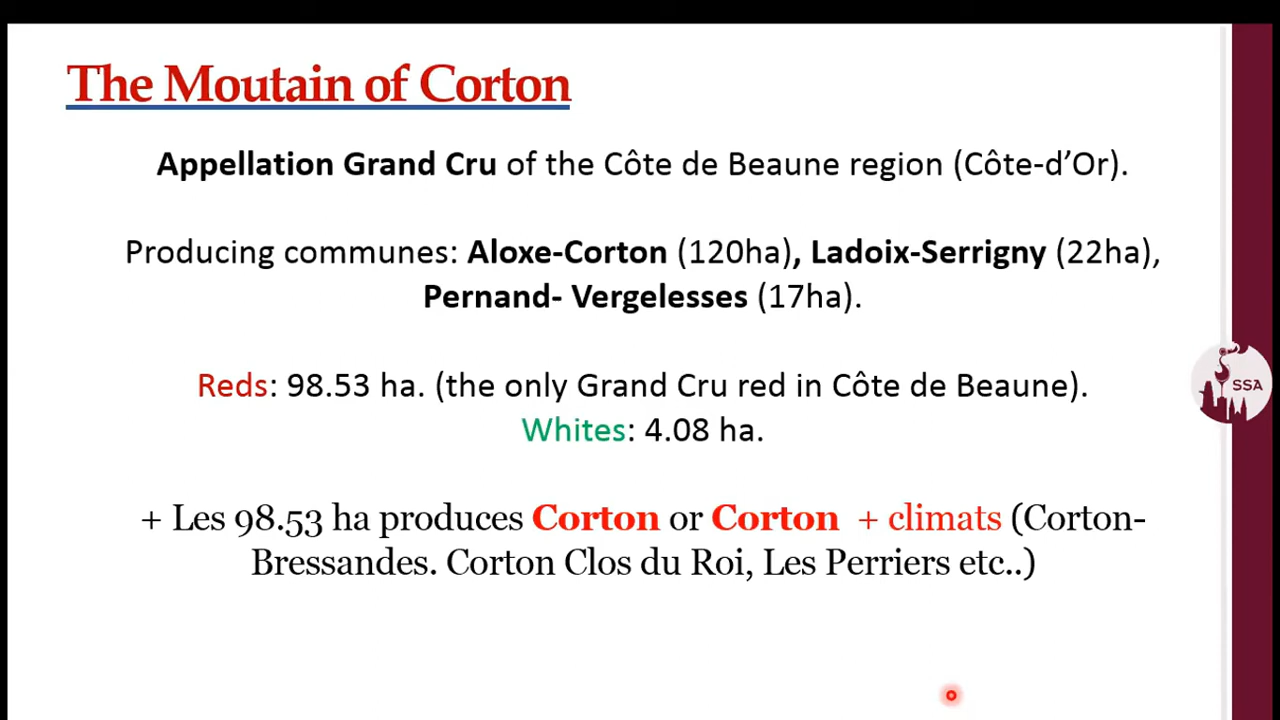 The Moutain of Corton
Appellation Grand Cru of the Côte de Beaune region (Côte-d’Or).
Producing communes: Aloxe-Corton (120ha), Ladoix-Serrigny (22ha),
Pernand- Vergelesses (17ha).
Reds: 98.53 ha. (the only Grand Cru red in Côte de Beaune).
Whites: 4.08 ha.
+ Les 98.53 ha produces Corton or Corton + climats (Corton-
Bressandes. Corton Clos du Roi, Les Perriers etc..)
SSA